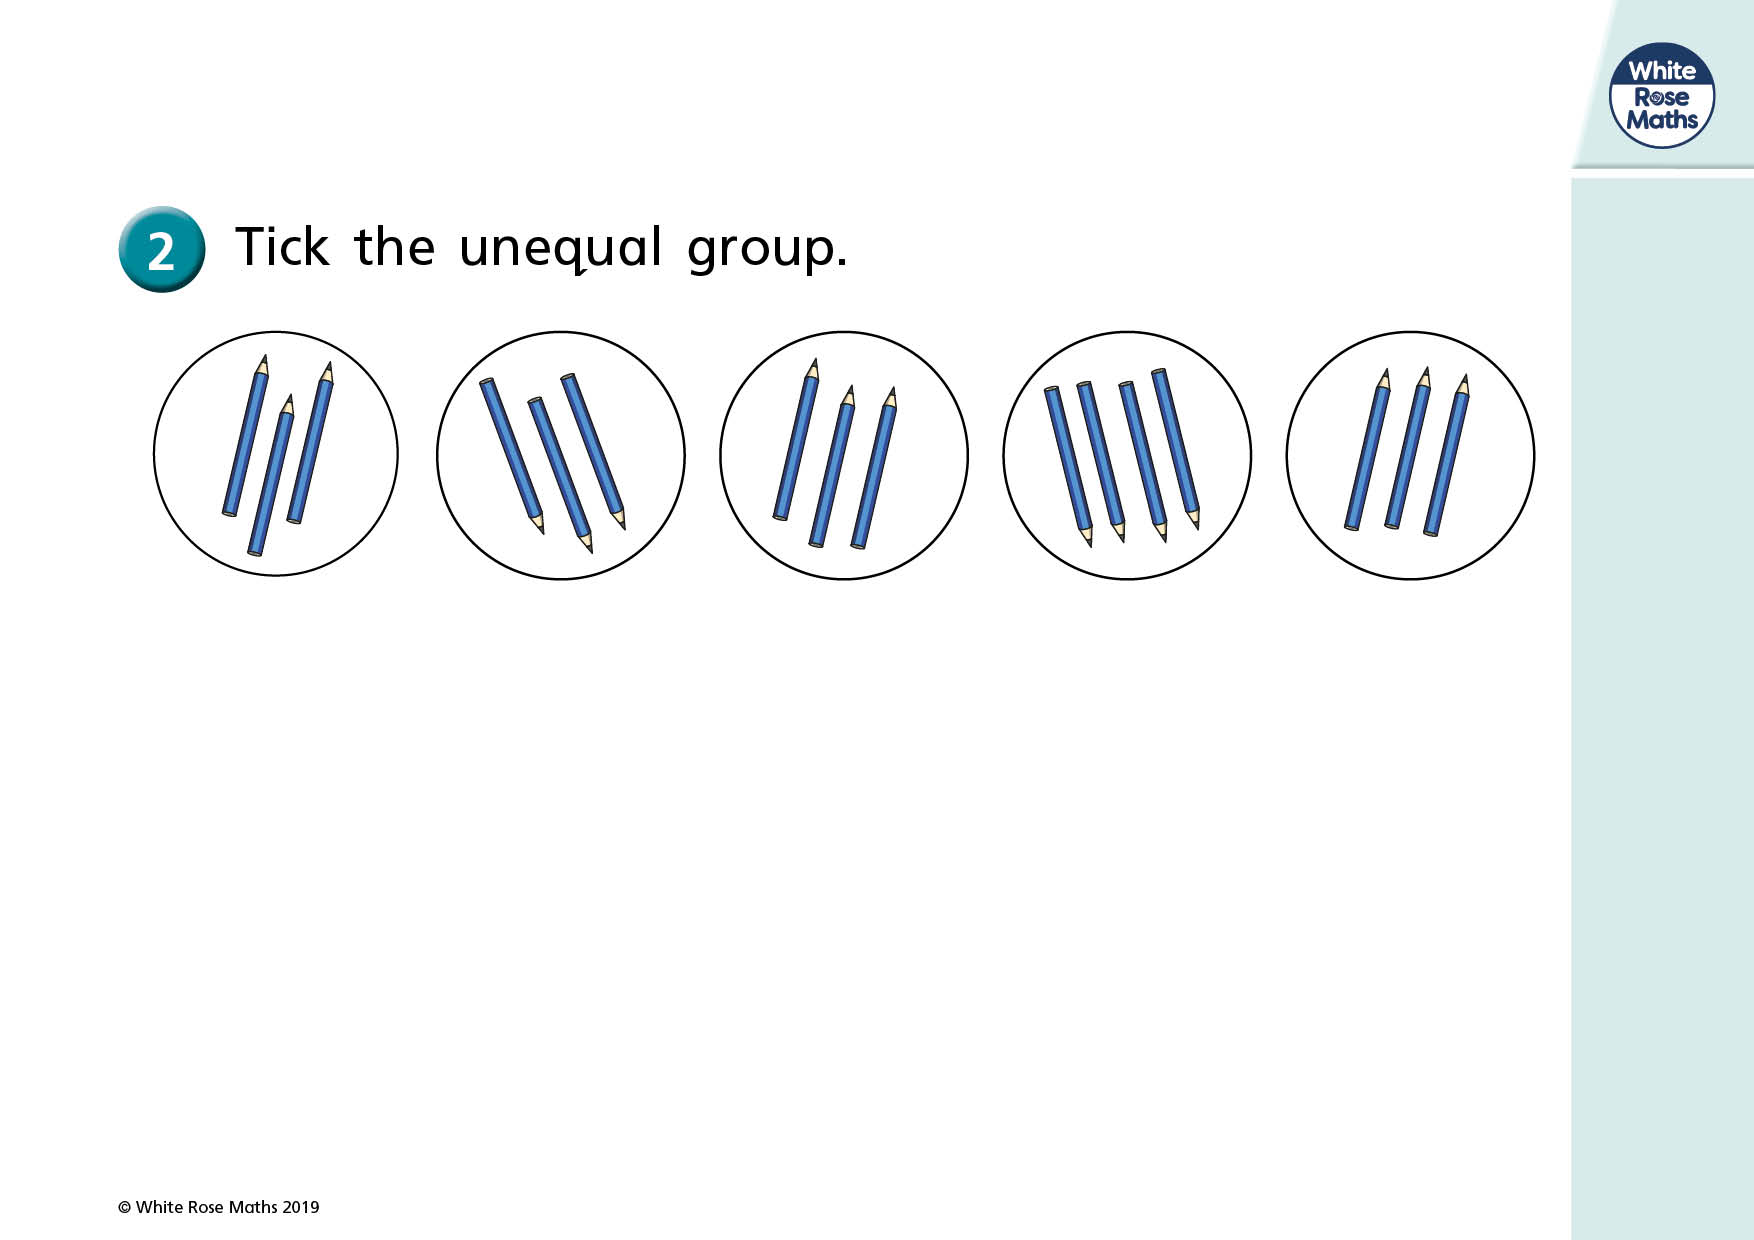 White
Rose
Maths
2 Tick the unequal group.
© White Rose Maths 2019